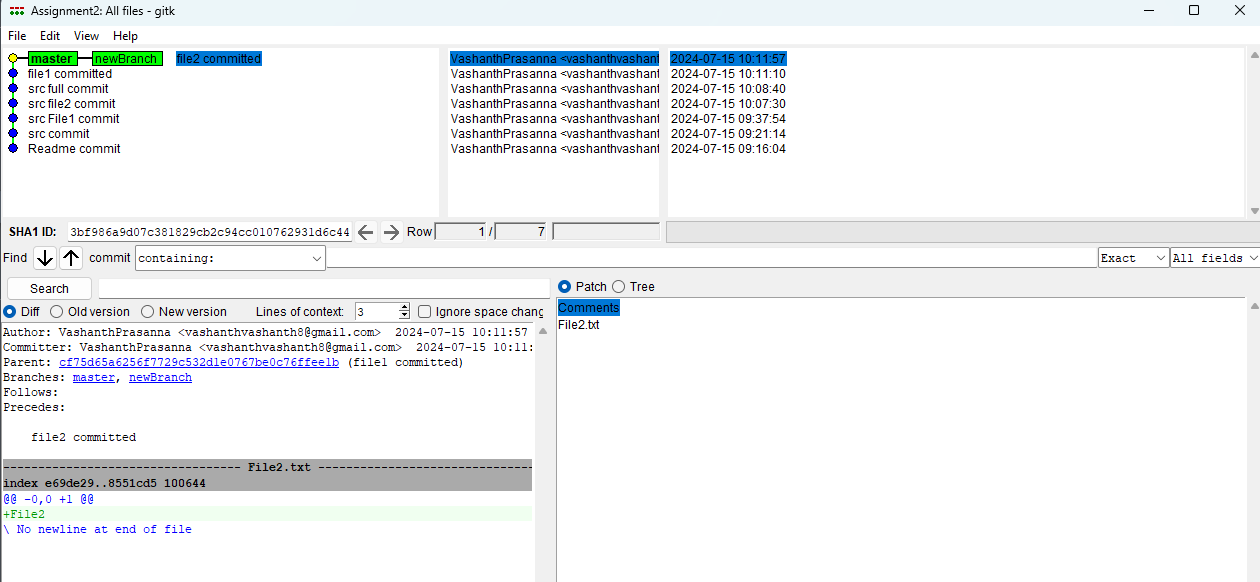 Assignment2: All files - gitk
File Edit View Help
master newBranch file2 committed VashanthPrasanna <vashanthvashant 2024-07-15 10:11:57
file1 committed VashanthPrasanna <vashanthvashant 2024-07-15 10:11:10
src full commit VashanthPrasanna <vashanthvashant 2024-07-15 10:08:40
src file2 commit VashanthPrasanna <vashanthvashant 2024-07-15 10:07:30
src File1 commit VashanthPrasanna <vashanthvashant 2024-07-15 09:37:54
src commit VashanthPrasanna <vashanthvashant 2024-07-15 09:21:14
Readme commit VashanthPrasanna <vashanthvashant 2024-07-15 09:16:04
SHA1 ID: 3bf986a9d07c381829cb2c94cc010762931d6c44 Row 1 / 7
Find commit containing: Exact All fields
Search
Patch Tree
Diff Old version New version Lines of context: 3 Ignore space chang
Comments
File2.txt
Author: VashanthPrasanna <vashanthvashanth8@gmail.com> 2024-07-15 10:11:57
Committer: VashanthPrasanna <vashanthvashanth8@gmail.com> 2024-07-15 10:11:
Parent: cf75d65a6256f7729c532d1e0767be0c76ffee1b (file1 committed)
Branches: master, newBranch
Follows:
Precedes:
file2 committed
---------------------------------- File2.txt -------------------------------
index e69de29..8551cd5 100644
@@ -0,0 +1 @@
+File2
\ No newline at end of file